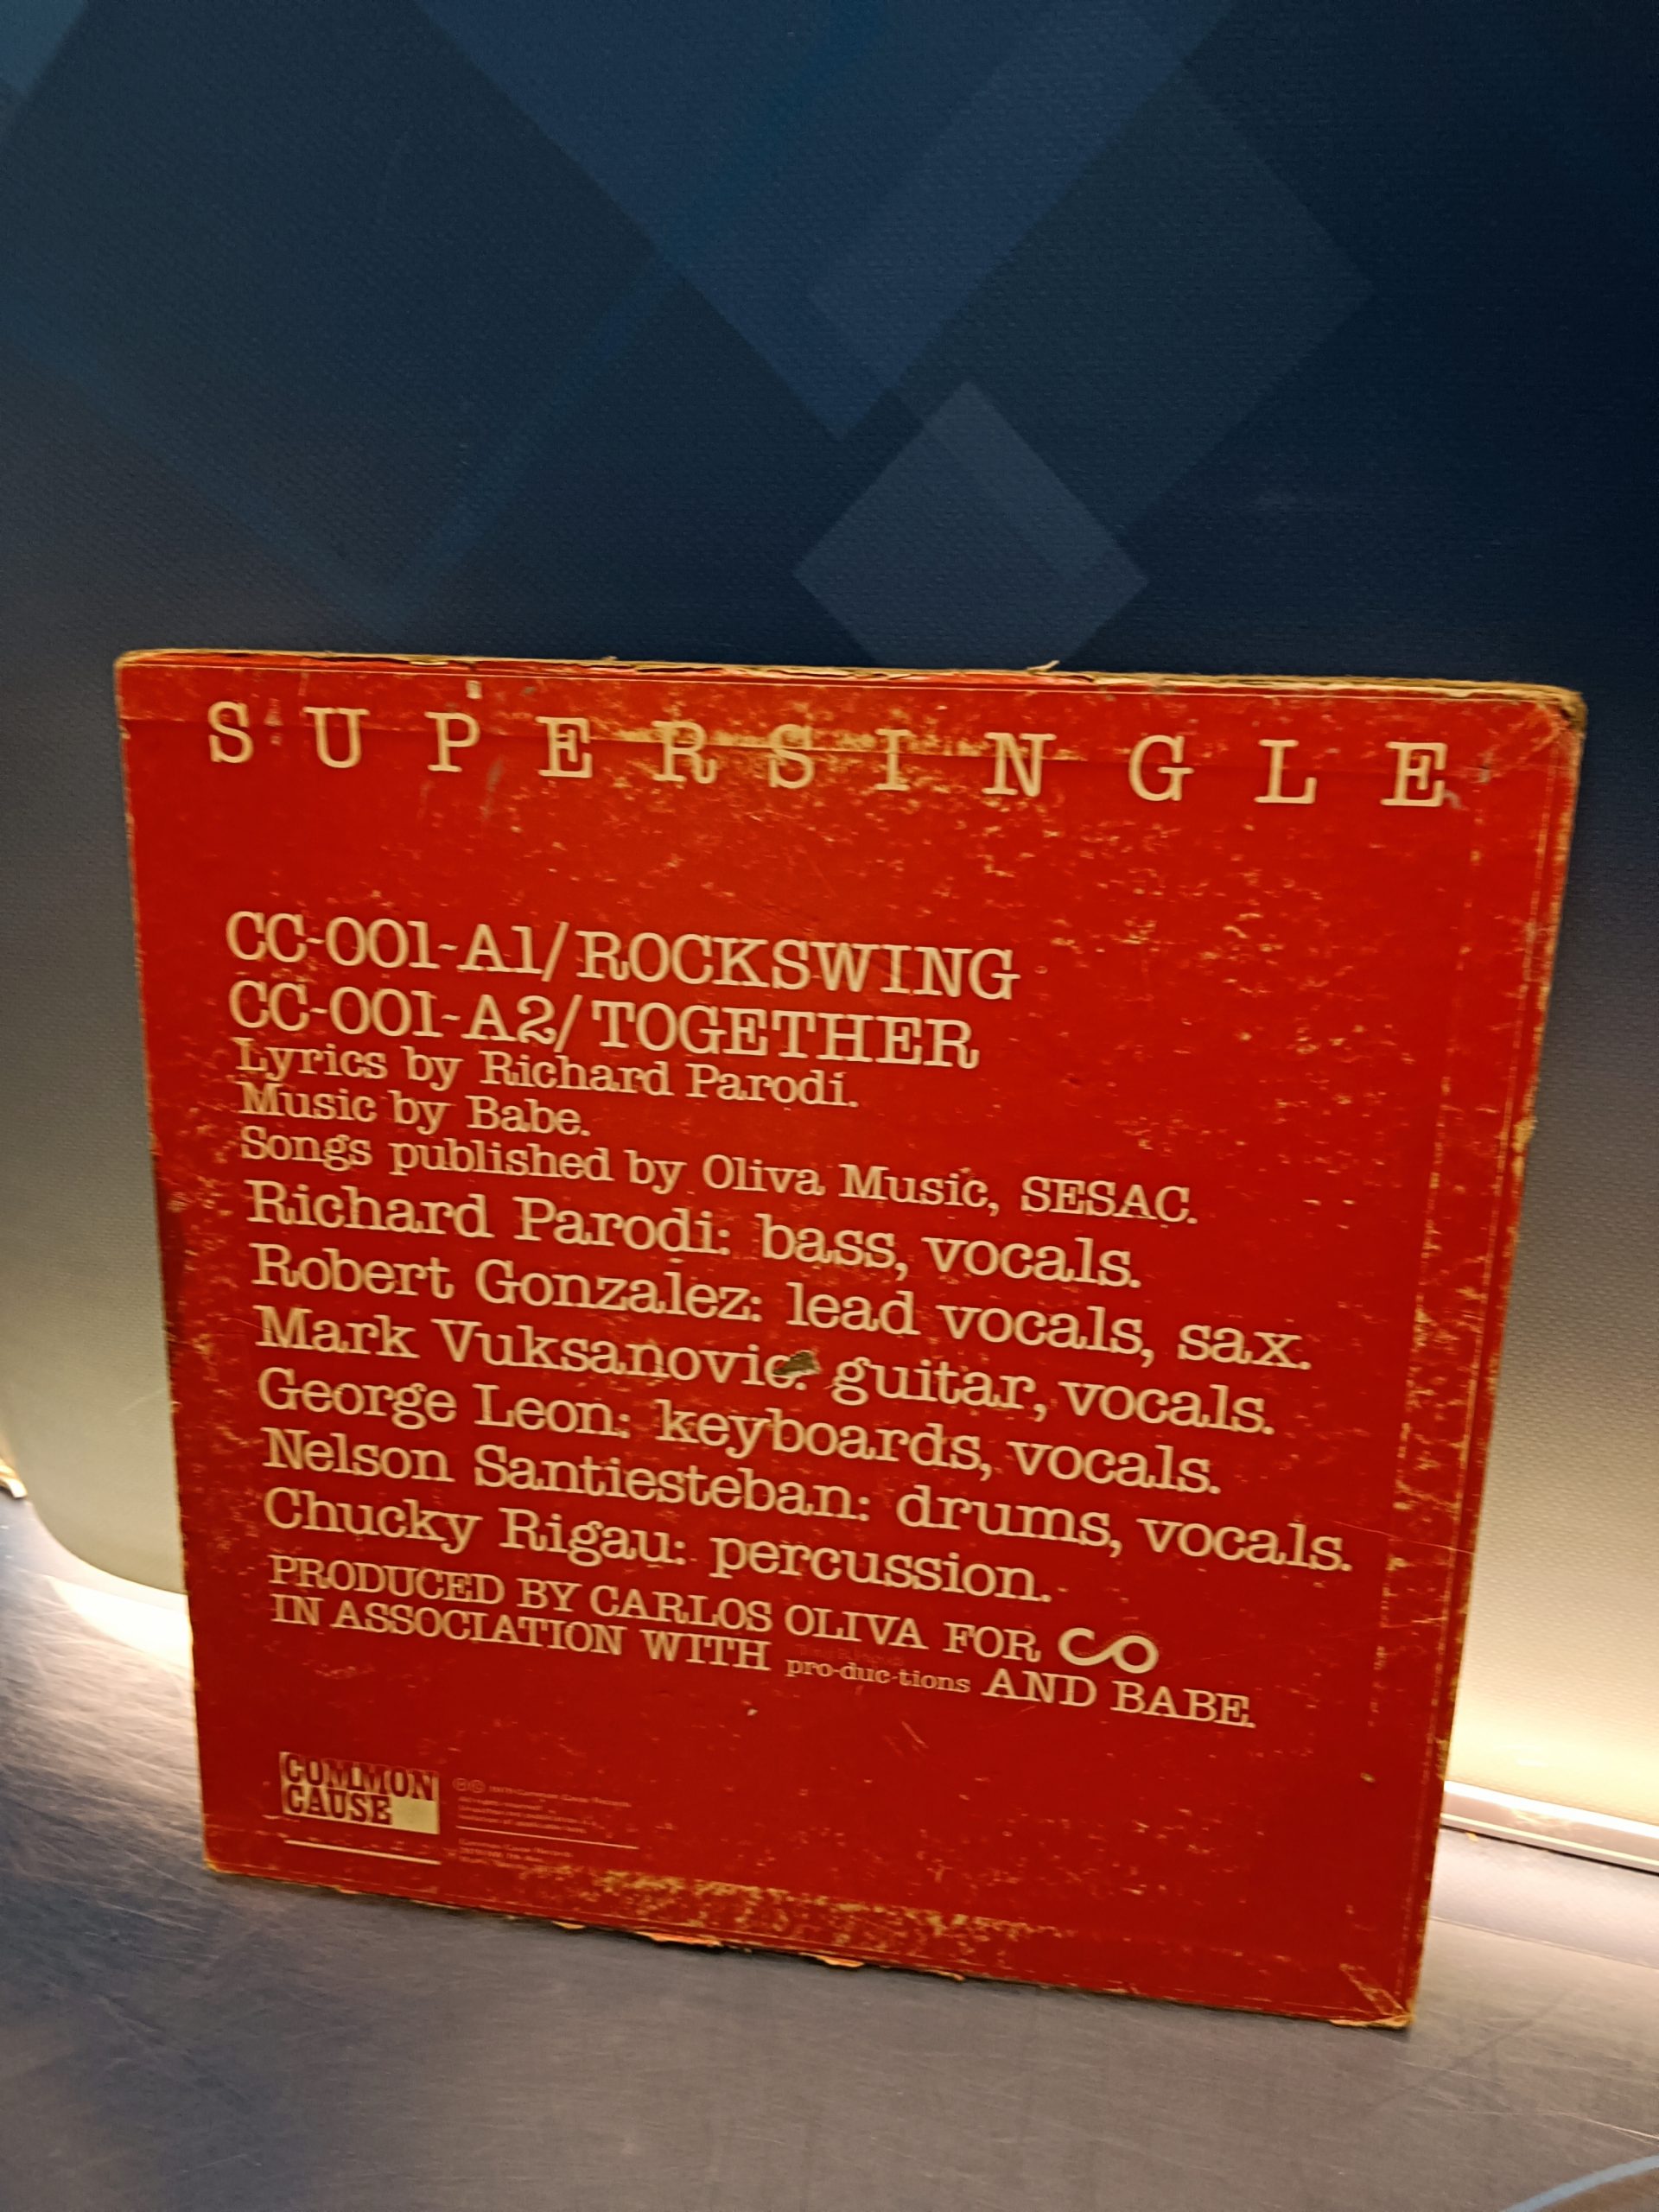 SUPERSINGLE
CC-001-A1/ROCKSWING
CC-001-A2/TOGETHER
Lyrics by Richard Parodi.
Music by Babe.
Songs published by Oliva Music, SESAC.
Richard Parodi: bass, vocals.
Robert Gonzalez: lead vocals, sax.
Mark Vuksanovic: guitar, vocals.
George Leon: keyboards, vocals.
Nelson Santiesteban: drums, vocals.
Chucky Rigau: percussion.
PRODUCED BY CARLOS OLIVA FOR CO
IN ASSOCIATION WITH pro·duc·tions AND BABE.
COMMON
CAUSE